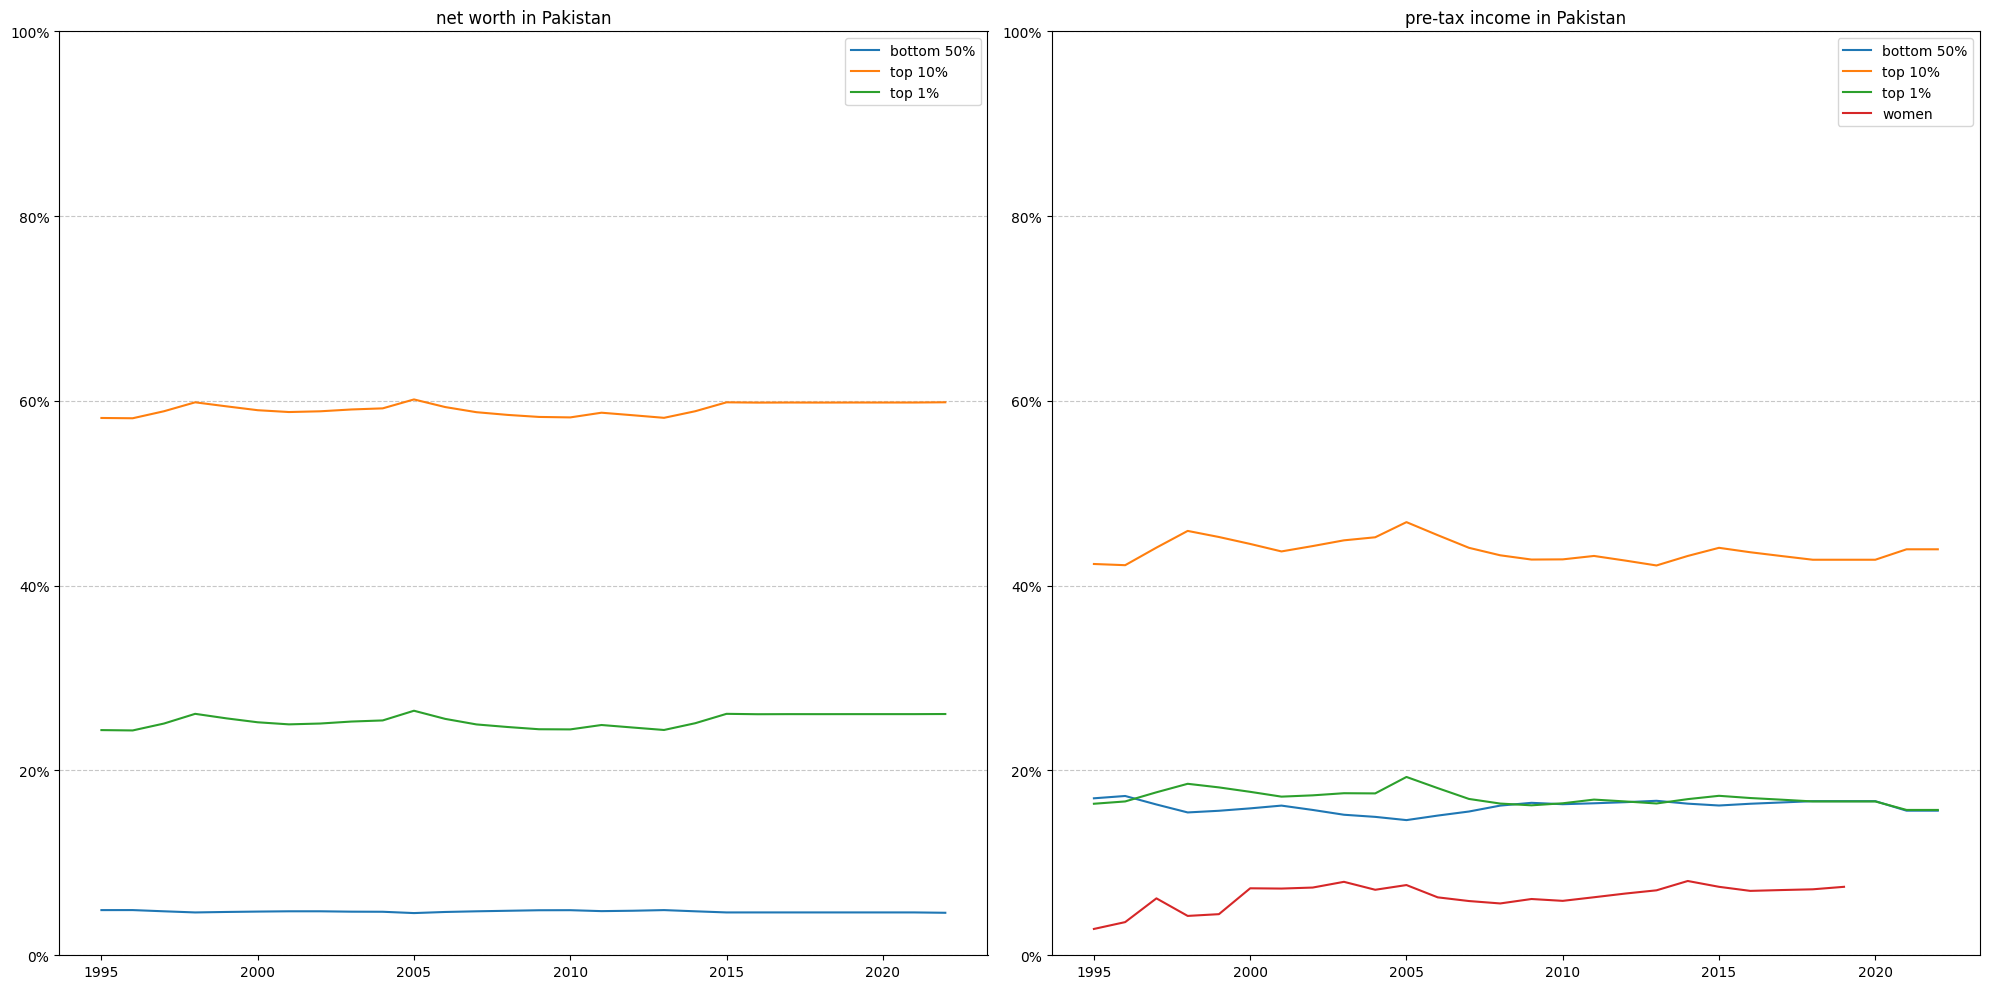 net worth in Pakistan
100%
80%
60%
40%
20%
0%
1995 2000 2005 2010 2015 2020
bottom 50%
top 10%
top 1%
pre-tax income in Pakistan
100%
80%
60%
40%
20%
0%
1995 2000 2005 2010 2015 2020
bottom 50%
top 10%
top 1%
women